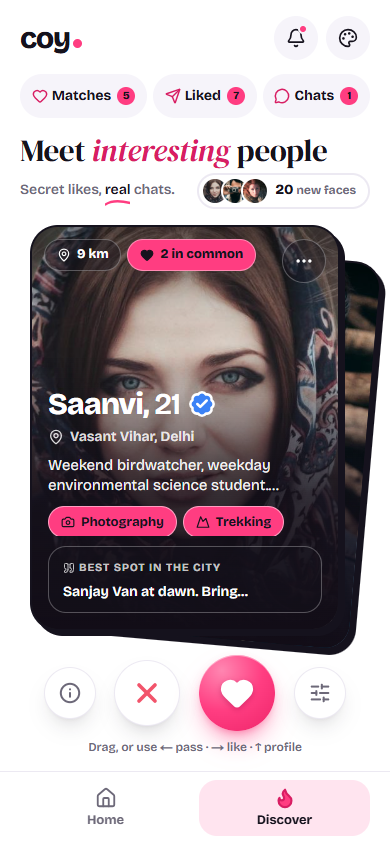 coy.
Matches 5
Liked 7
Chats 1
Meet interesting people
Secret likes, real chats.
20 new faces
9 km
2 in common
Saanvi, 21
Vasant Vihar, Delhi
Weekend birdwatcher, weekday
environmental science student....
Photography
Trekking
BEST SPOT IN THE CITY
Sanjay Van at dawn. Bring...
Drag, or use ← pass · → like · ↑ profile
Home
Discover